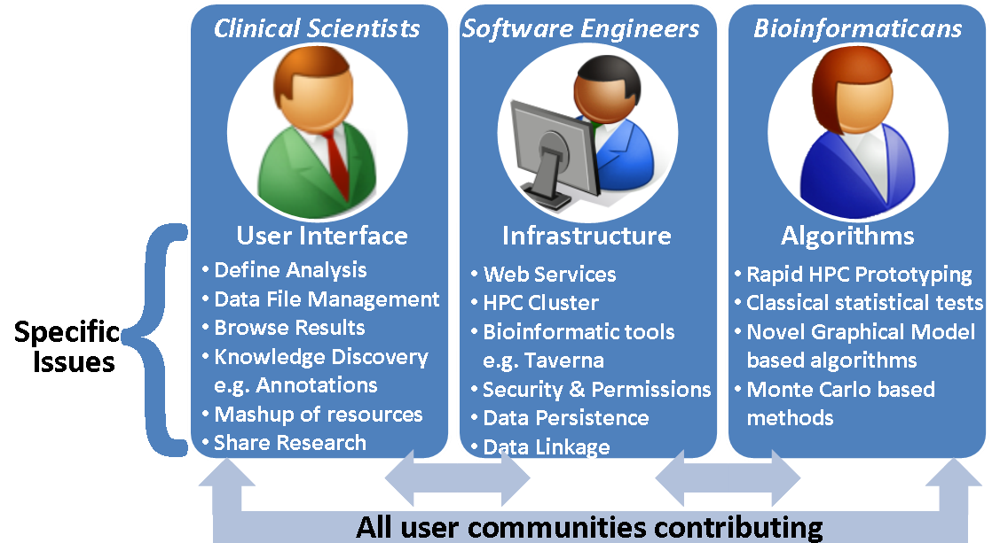 Clinical Scientists
User Interface
• Define Analysis
• Data File Management
• Browse Results
• Knowledge Discovery
e.g. Annotations
• Mashup of resources
• Share Research
Software Engineers
Infrastructure
• Web Services
• HPC Cluster
• Bioinformatic tools
e.g. Taverna
• Security & Permissions
• Data Persistence
• Data Linkage
Bioinformaticans
Algorithms
• Rapid HPC Prototyping
• Classical statistical tests
• Novel Graphical Model
based algorithms
• Monte Carlo based
methods
Specific
Issues
All user communities contributing